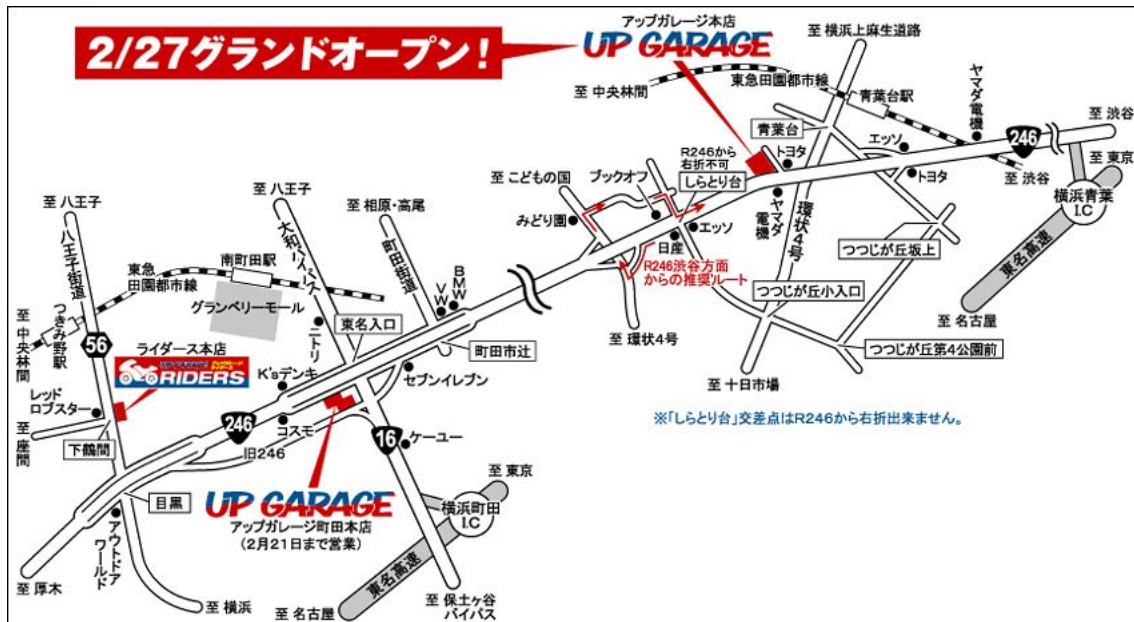 2/27グランドオープン！
アップガレージ本店
UP GARAGE
至 横浜上麻生道路
東急田園都市線
至 中央林間
青葉台駅
ヤマダ電機
至 渋谷
246
青葉台
エッソ
トヨタ
至 東京
R246から
右折不可
トヨタ
至 渋谷
横浜青葉
I.C
至 こどもの国
ブックオフ
しらとり台
みどり園
エッソ
ヤマダ電機
環状4号
日産
つつじが丘坂上
東名高速
R246渋谷方面
からの推奨ルート
つつじが丘小入口
至 名古屋
至 環状4号
つつじが丘第4公園前
至 十日市場
※「しらとり台」交差点はR246から右折出来ません。
至 八王子
至 八王子
至 相原・高尾
八王子街道
大和バイパス
町田街道
南町田駅
東急
田園都市線
グランベリーモール
BMW
VW
つきみ野駅
至 中央林間
ニトリ
東名入口
町田市辻
56
ライダース本店
UP GARAGE
アップガレージ
ライダース
RIDERS
K'sデンキ
セブンイレブン
レッド
ロブスター
至 座間
下鶴間
246
コスモ
旧246
16
ケーユー
至 東京
目黒
UP GARAGE
アップガレージ町田本店
（2月21日まで営業）
横浜町田
I.C
アウトドア
ワールド
東名高速
至 厚木
至 横浜
至 名古屋
至 保土ヶ谷
バイパス